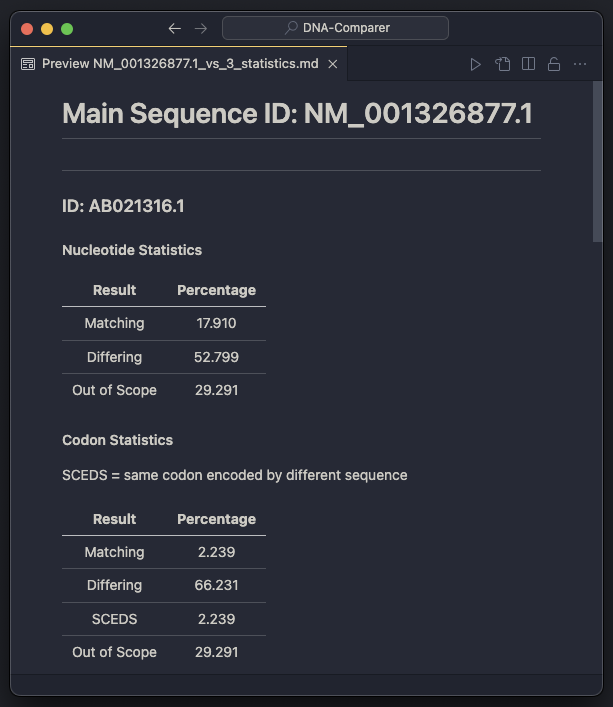 DNA-Comparer
Preview NM_001326877.1_vs_3_statistics.md
Main Sequence ID: NM_001326877.1
ID: AB021316.1
Nucleotide Statistics
Result Percentage
Matching 17.910
Differing 52.799
Out of Scope 29.291
Codon Statistics
SCEDS = same codon encoded by different sequence
Result Percentage
Matching 2.239
Differing 66.231
SCEDS 2.239
Out of Scope 29.291